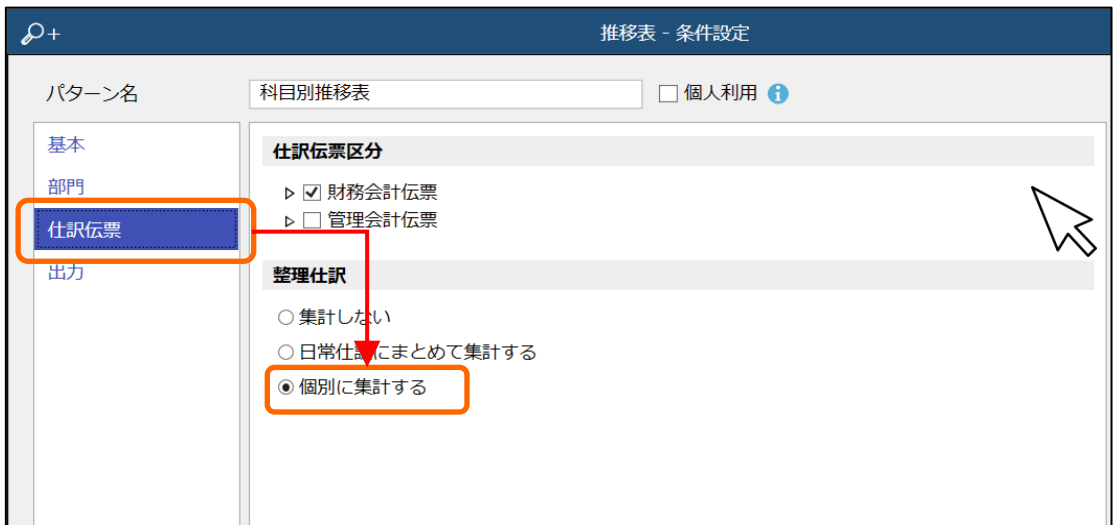 推移表 - 条件設定
パターン名
科目別推移表
個人利用
基本
部門
仕訳伝票
出力
仕訳伝票区分
財務会計伝票
管理会計伝票
整理仕訳
集計しない
日常仕訳にまとめて集計する
個別に集計する